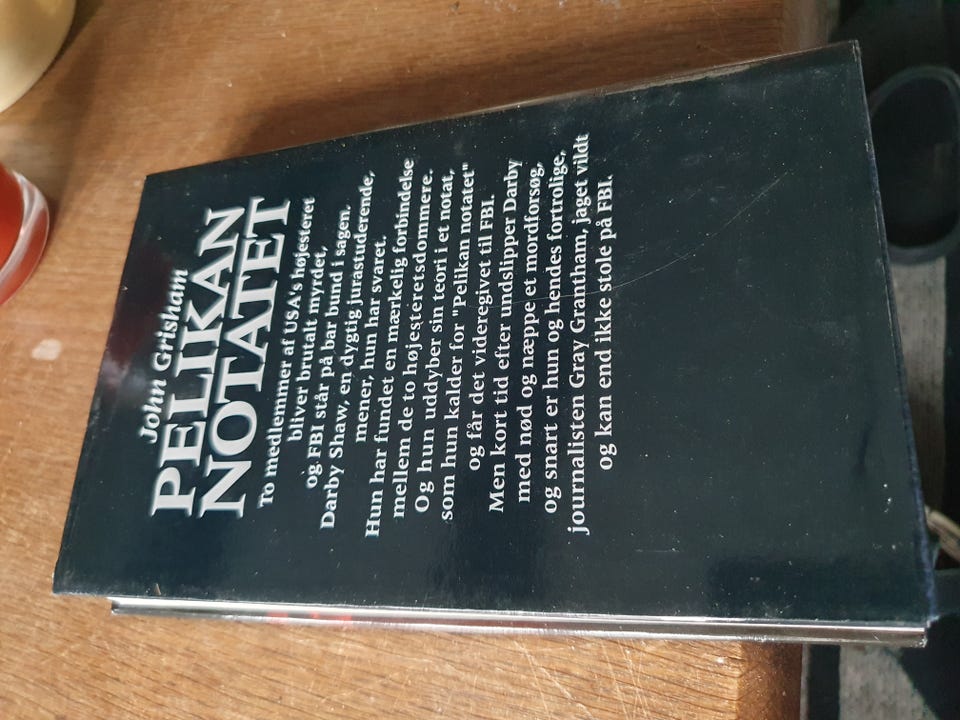 John Grisham
PELIKAN
NOTATET
To medlemmer af USA's højesteret
bliver brutalt myrdet,
og FBI står på bar bund i sagen.
Darby Shaw, en dygtig jurastuderende,
mener, hun har svaret.
Hun har fundet en mærkelig forbindelse
mellem de to højesteretsdommere.
Og hun uddyber sin teori i et notat,
som hun kalder for "Pelikan notatet"
og får det videregivet til FBI.
Men kort tid efter undslipper Darby
med nød og næppe et mordforsøg,
og snart er hun og hendes fortrolige,
journalisten Gray Grantham, jaget vildt
og kan end ikke stole på FBI.